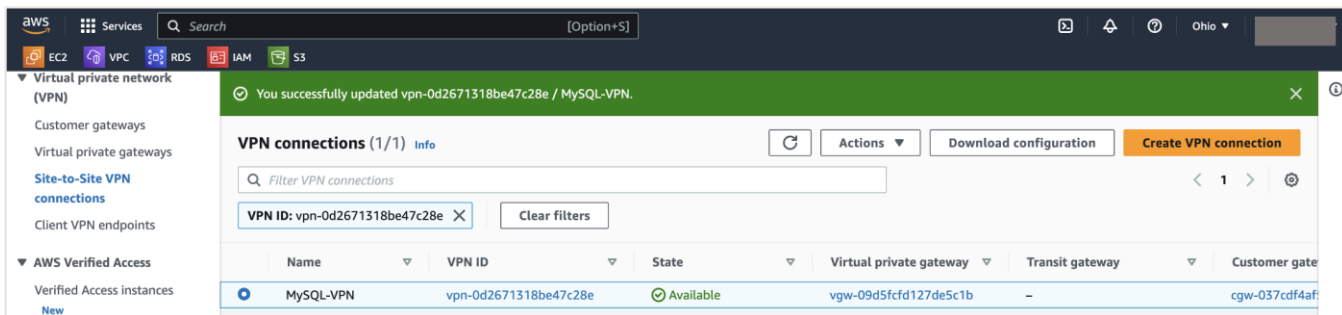 aws
Services
Search
[Option+S]
Ohio
EC2
VPC
RDS
IAM
S3
Virtual private network
(VPN)
Customer gateways
Virtual private gateways
Site-to-Site VPN
connections
Client VPN endpoints
AWS Verified Access
Verified Access instances
New
You successfully updated vpn-0d2671318be47c28e / MySQL-VPN.
VPN connections (1/1) Info
Actions
Download configuration
Create VPN connection
Filter VPN connections
1
VPN ID: vpn-0d2671318be47c28e
Clear filters
Name
VPN ID
State
Virtual private gateway
Transit gateway
Customer gate
MySQL-VPN
vpn-0d2671318be47c28e
Available
vgw-09d5fcfd127de5c1b
–
cgw-037cdf4af